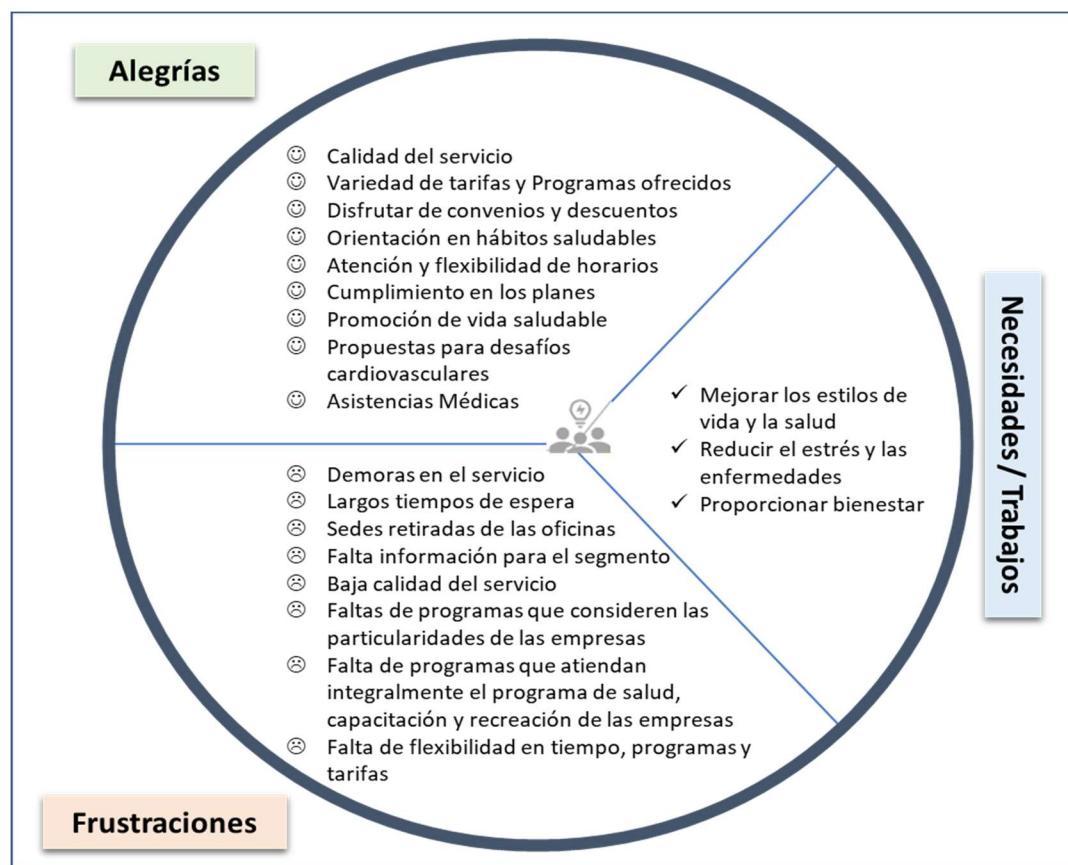 Alegrías
Calidad del servicio
Variedad de tarifas y Programas ofrecidos
Disfrutar de convenios y descuentos
Orientación en hábitos saludables
Atención y flexibilidad de horarios
Cumplimiento en los planes
Promoción de vida saludable
Propuestas para desafíos
cardiovasculares
Asistencias Médicas
Necesidades / Trabajos
✓ Mejorar los estilos de
vida y la salud
✓ Reducir el estrés y las
enfermedades
✓ Proporcionar bienestar
Demoras en el servicio
Largos tiempos de espera
Sedes retiradas de las oficinas
Falta información para el segmento
Baja calidad del servicio
Faltas de programas que consideren las
particularidades de las empresas
Falta de programas que atiendan
integralmente el programa de salud,
capacitación y recreación de las empresas
Falta de flexibilidad en tiempo, programas y
tarifas
Frustraciones